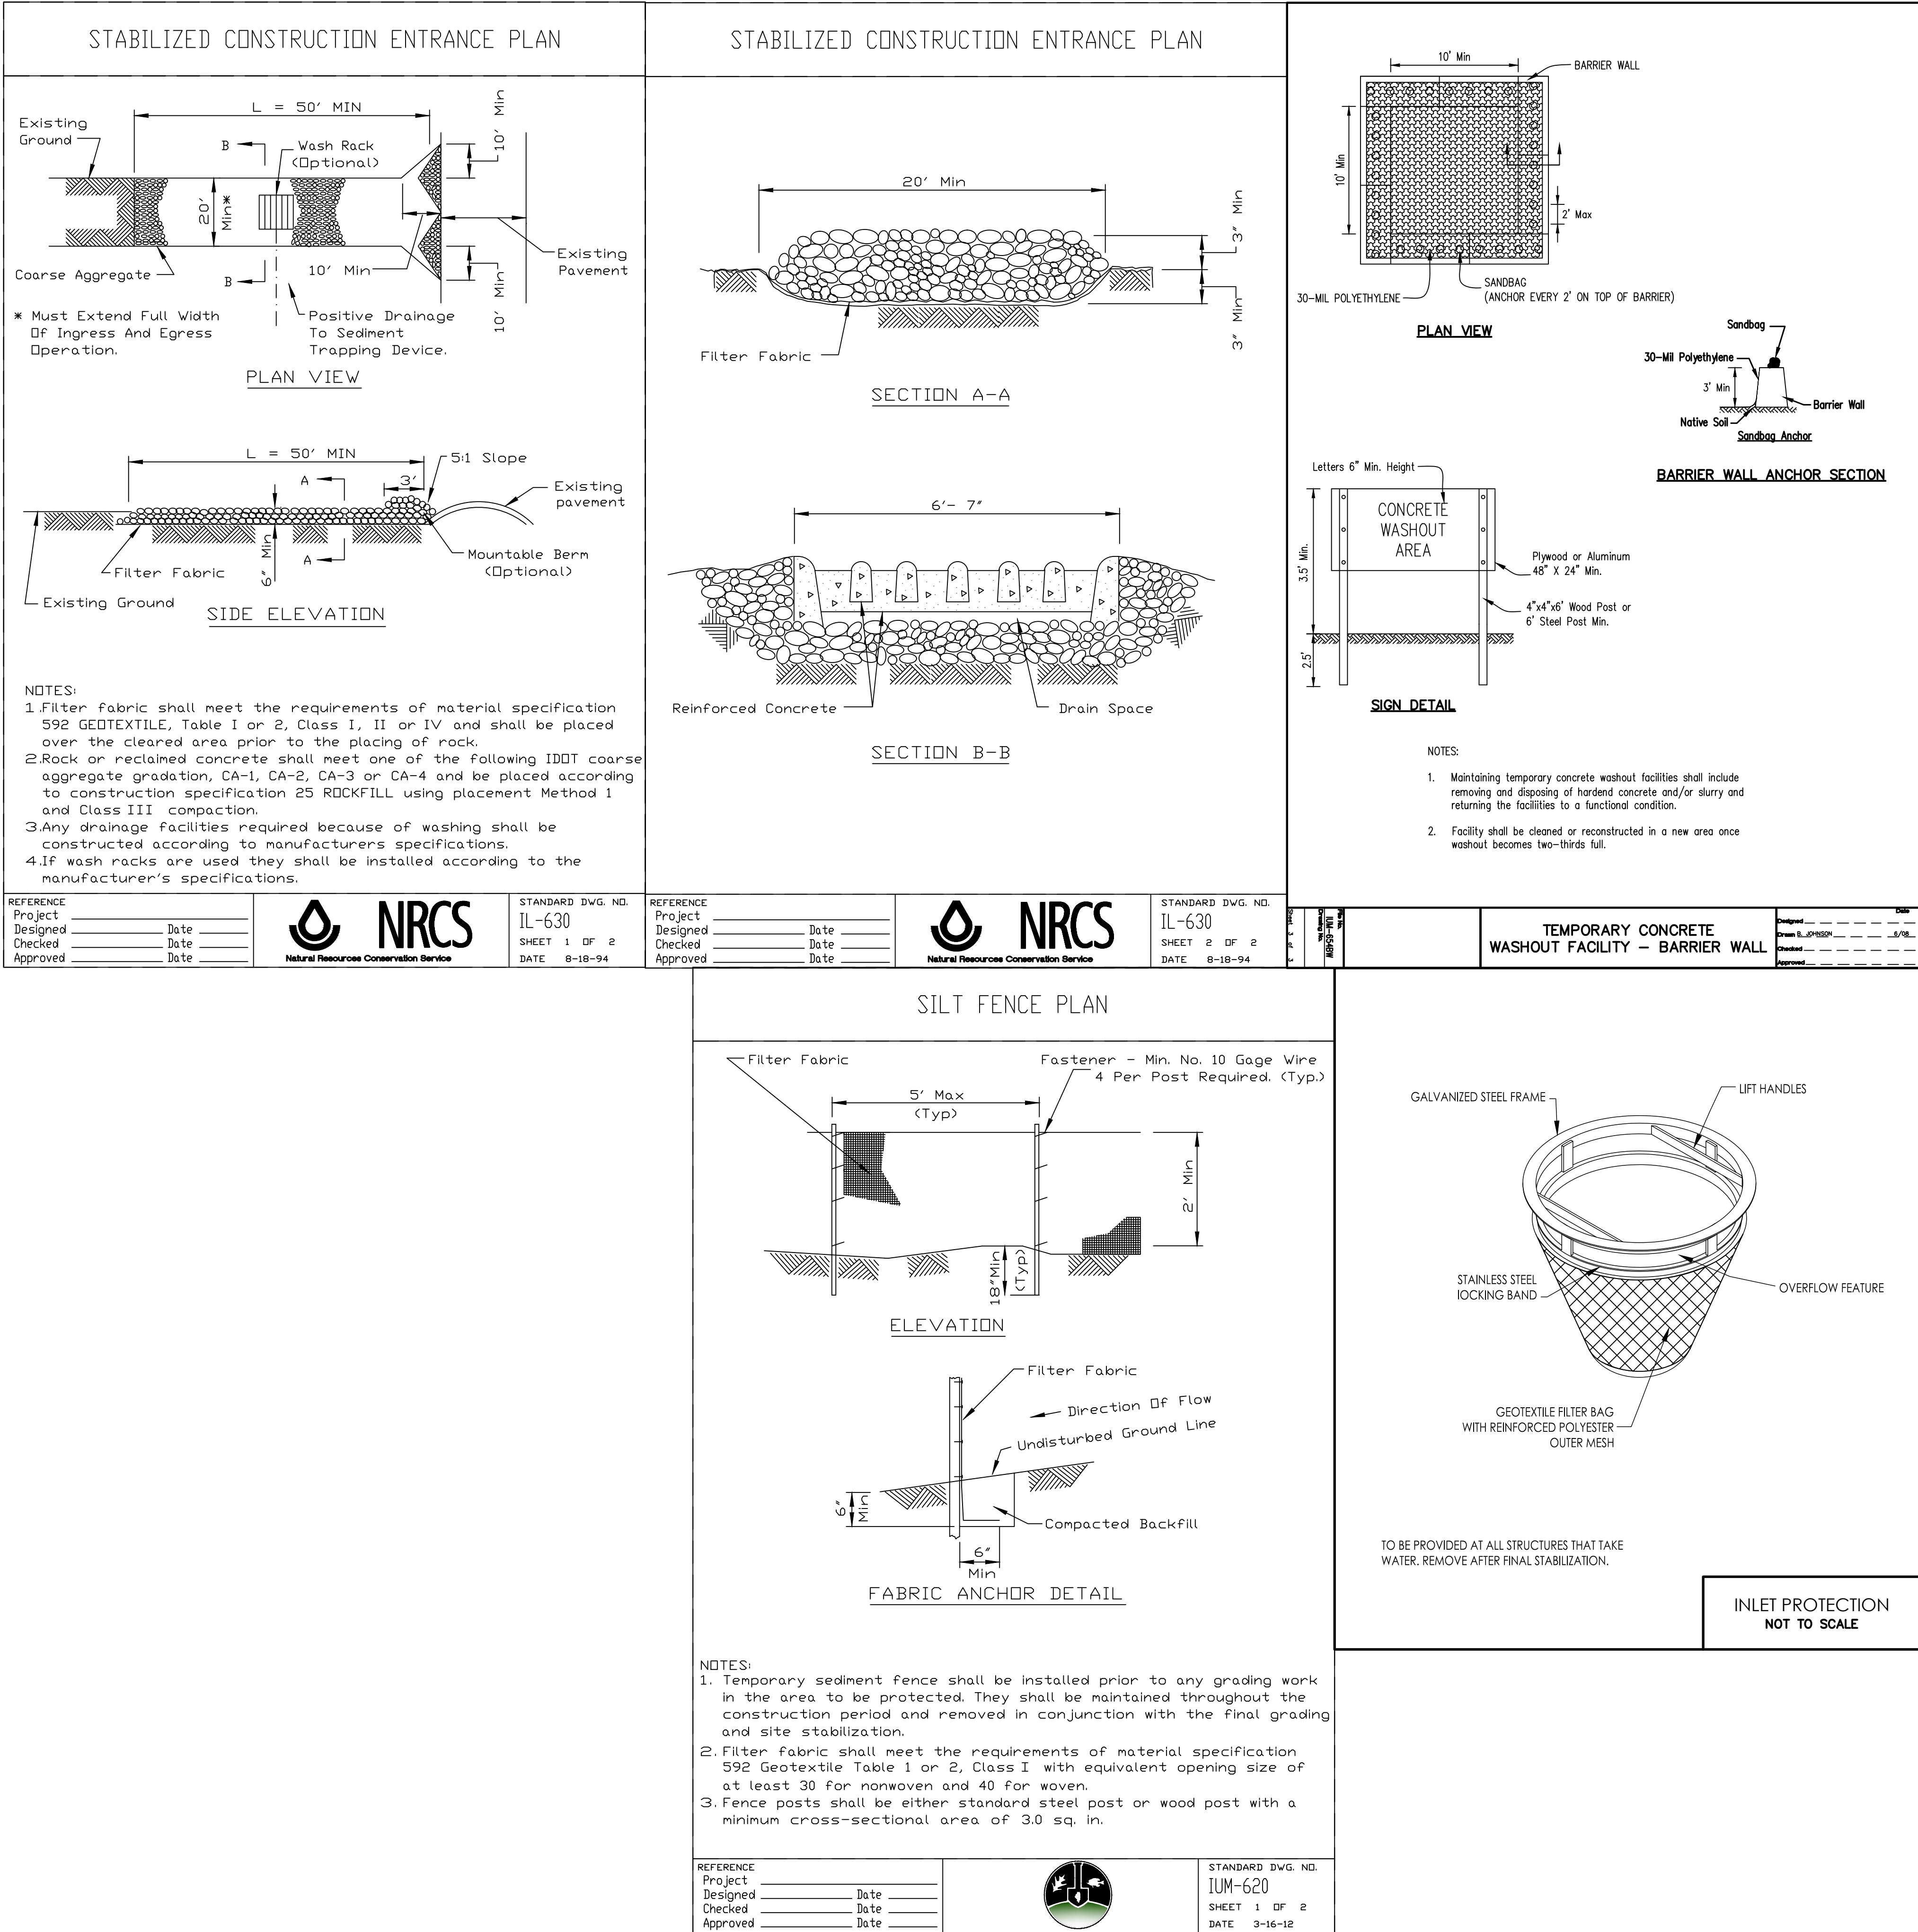 STABILIZED CONSTRUCTION ENTRANCE PLAN
L = 50' MIN
10' Min
Existing
Ground
B
Wash Rack
(Optional)
20'
Min*
Existing
Pavement
Coarse Aggregate
10' Min
B
10' Min
* Must Extend Full Width
Of Ingress And Egress
Operation.
Positive Drainage
To Sediment
Trapping Device.
PLAN VIEW
L = 50' MIN
5:1 Slope
A
3'
Existing
pavement
6" Min
A
Mountable Berm
(Optional)
Filter Fabric
Existing Ground
SIDE ELEVATION
NOTES:
1.Filter fabric shall meet the requirements of material specification
592 GEOTEXTILE, Table I or 2, Class I, II or IV and shall be placed
over the cleared area prior to the placing of rock.
2.Rock or reclaimed concrete shall meet one of the following IDOT coarse
aggregate gradation, CA-1, CA-2, CA-3 or CA-4 and be placed according
to construction specification 25 ROCKFILL using placement Method 1
and Class III compaction.
3.Any drainage facilities required because of washing shall be
constructed according to manufacturers specifications.
4.If wash racks are used they shall be installed according to the
manufacturer's specifications.
REFERENCE
Project
Designed Date
Checked Date
Approved Date
NRCS
Natural Resources Conservation Service
STANDARD DWG. NO.
IL-630
SHEET 1 OF 2
DATE 8-18-94
STABILIZED CONSTRUCTION ENTRANCE PLAN
20' Min
3" Min
3" Min
Filter Fabric
SECTION A-A
6'- 7"
Reinforced Concrete
Drain Space
SECTION B-B
REFERENCE
Project
Designed Date
Checked Date
Approved Date
NRCS
Natural Resources Conservation Service
STANDARD DWG. NO.
IL-630
SHEET 2 OF 2
DATE 8-18-94
10' Min
BARRIER WALL
10' Min
2' Max
30-MIL POLYETHYLENE
SANDBAG
(ANCHOR EVERY 2' ON TOP OF BARRIER)
PLAN VIEW
Sandbag
30-Mil Polyethylene
3' Min
Barrier Wall
Native Soil
Sandbag Anchor
BARRIER WALL ANCHOR SECTION
Letters 6" Min. Height
CONCRETE
WASHOUT
AREA
3.5' Min.
Plywood or Aluminum
48" X 24" Min.
4"x4"x6' Wood Post or
6' Steel Post Min.
2.5'
SIGN DETAIL
NOTES:
1. Maintaining temporary concrete washout facilities shall include
removing and disposing of hardend concrete and/or slurry and
returning the faciliities to a functional condition.
2. Facility shall be cleaned or reconstructed in a new area once
washout becomes two-thirds full.
Sheet 3 of 3
Drawing No.
IUM-654BW
File No.
TEMPORARY CONCRETE
WASHOUT FACILITY - BARRIER WALL
Date
Designed
Drawn B. JOHNSON 6/08
Checked
Approved
SILT FENCE PLAN
Filter Fabric
Fastener - Min. No. 10 Gage Wire
4 Per Post Required. (Typ.)
5' Max
(Typ)
2' Min
18"Min
(Typ)
ELEVATION
Filter Fabric
Direction Of Flow
Undisturbed Ground Line
6"
Min
Compacted Backfill
6"
Min
FABRIC ANCHOR DETAIL
NOTES:
1. Temporary sediment fence shall be installed prior to any grading work
in the area to be protected. They shall be maintained throughout the
construction period and removed in conjunction with the final grading
and site stabilization.
2. Filter fabric shall meet the requirements of material specification
592 Geotextile Table 1 or 2, Class I with equivalent opening size of
at least 30 for nonwoven and 40 for woven.
3. Fence posts shall be either standard steel post or wood post with a
minimum cross-sectional area of 3.0 sq. in.
REFERENCE
Project
Designed Date
Checked Date
Approved Date
STANDARD DWG. NO.
IUM-620
SHEET 1 OF 2
DATE 3-16-12
GALVANIZED STEEL FRAME
LIFT HANDLES
STAINLESS STEEL
lOCKING BAND
OVERFLOW FEATURE
GEOTEXTILE FILTER BAG
WITH REINFORCED POLYESTER
OUTER MESH
TO BE PROVIDED AT ALL STRUCTURES THAT TAKE
WATER. REMOVE AFTER FINAL STABILIZATION.
INLET PROTECTION
NOT TO SCALE